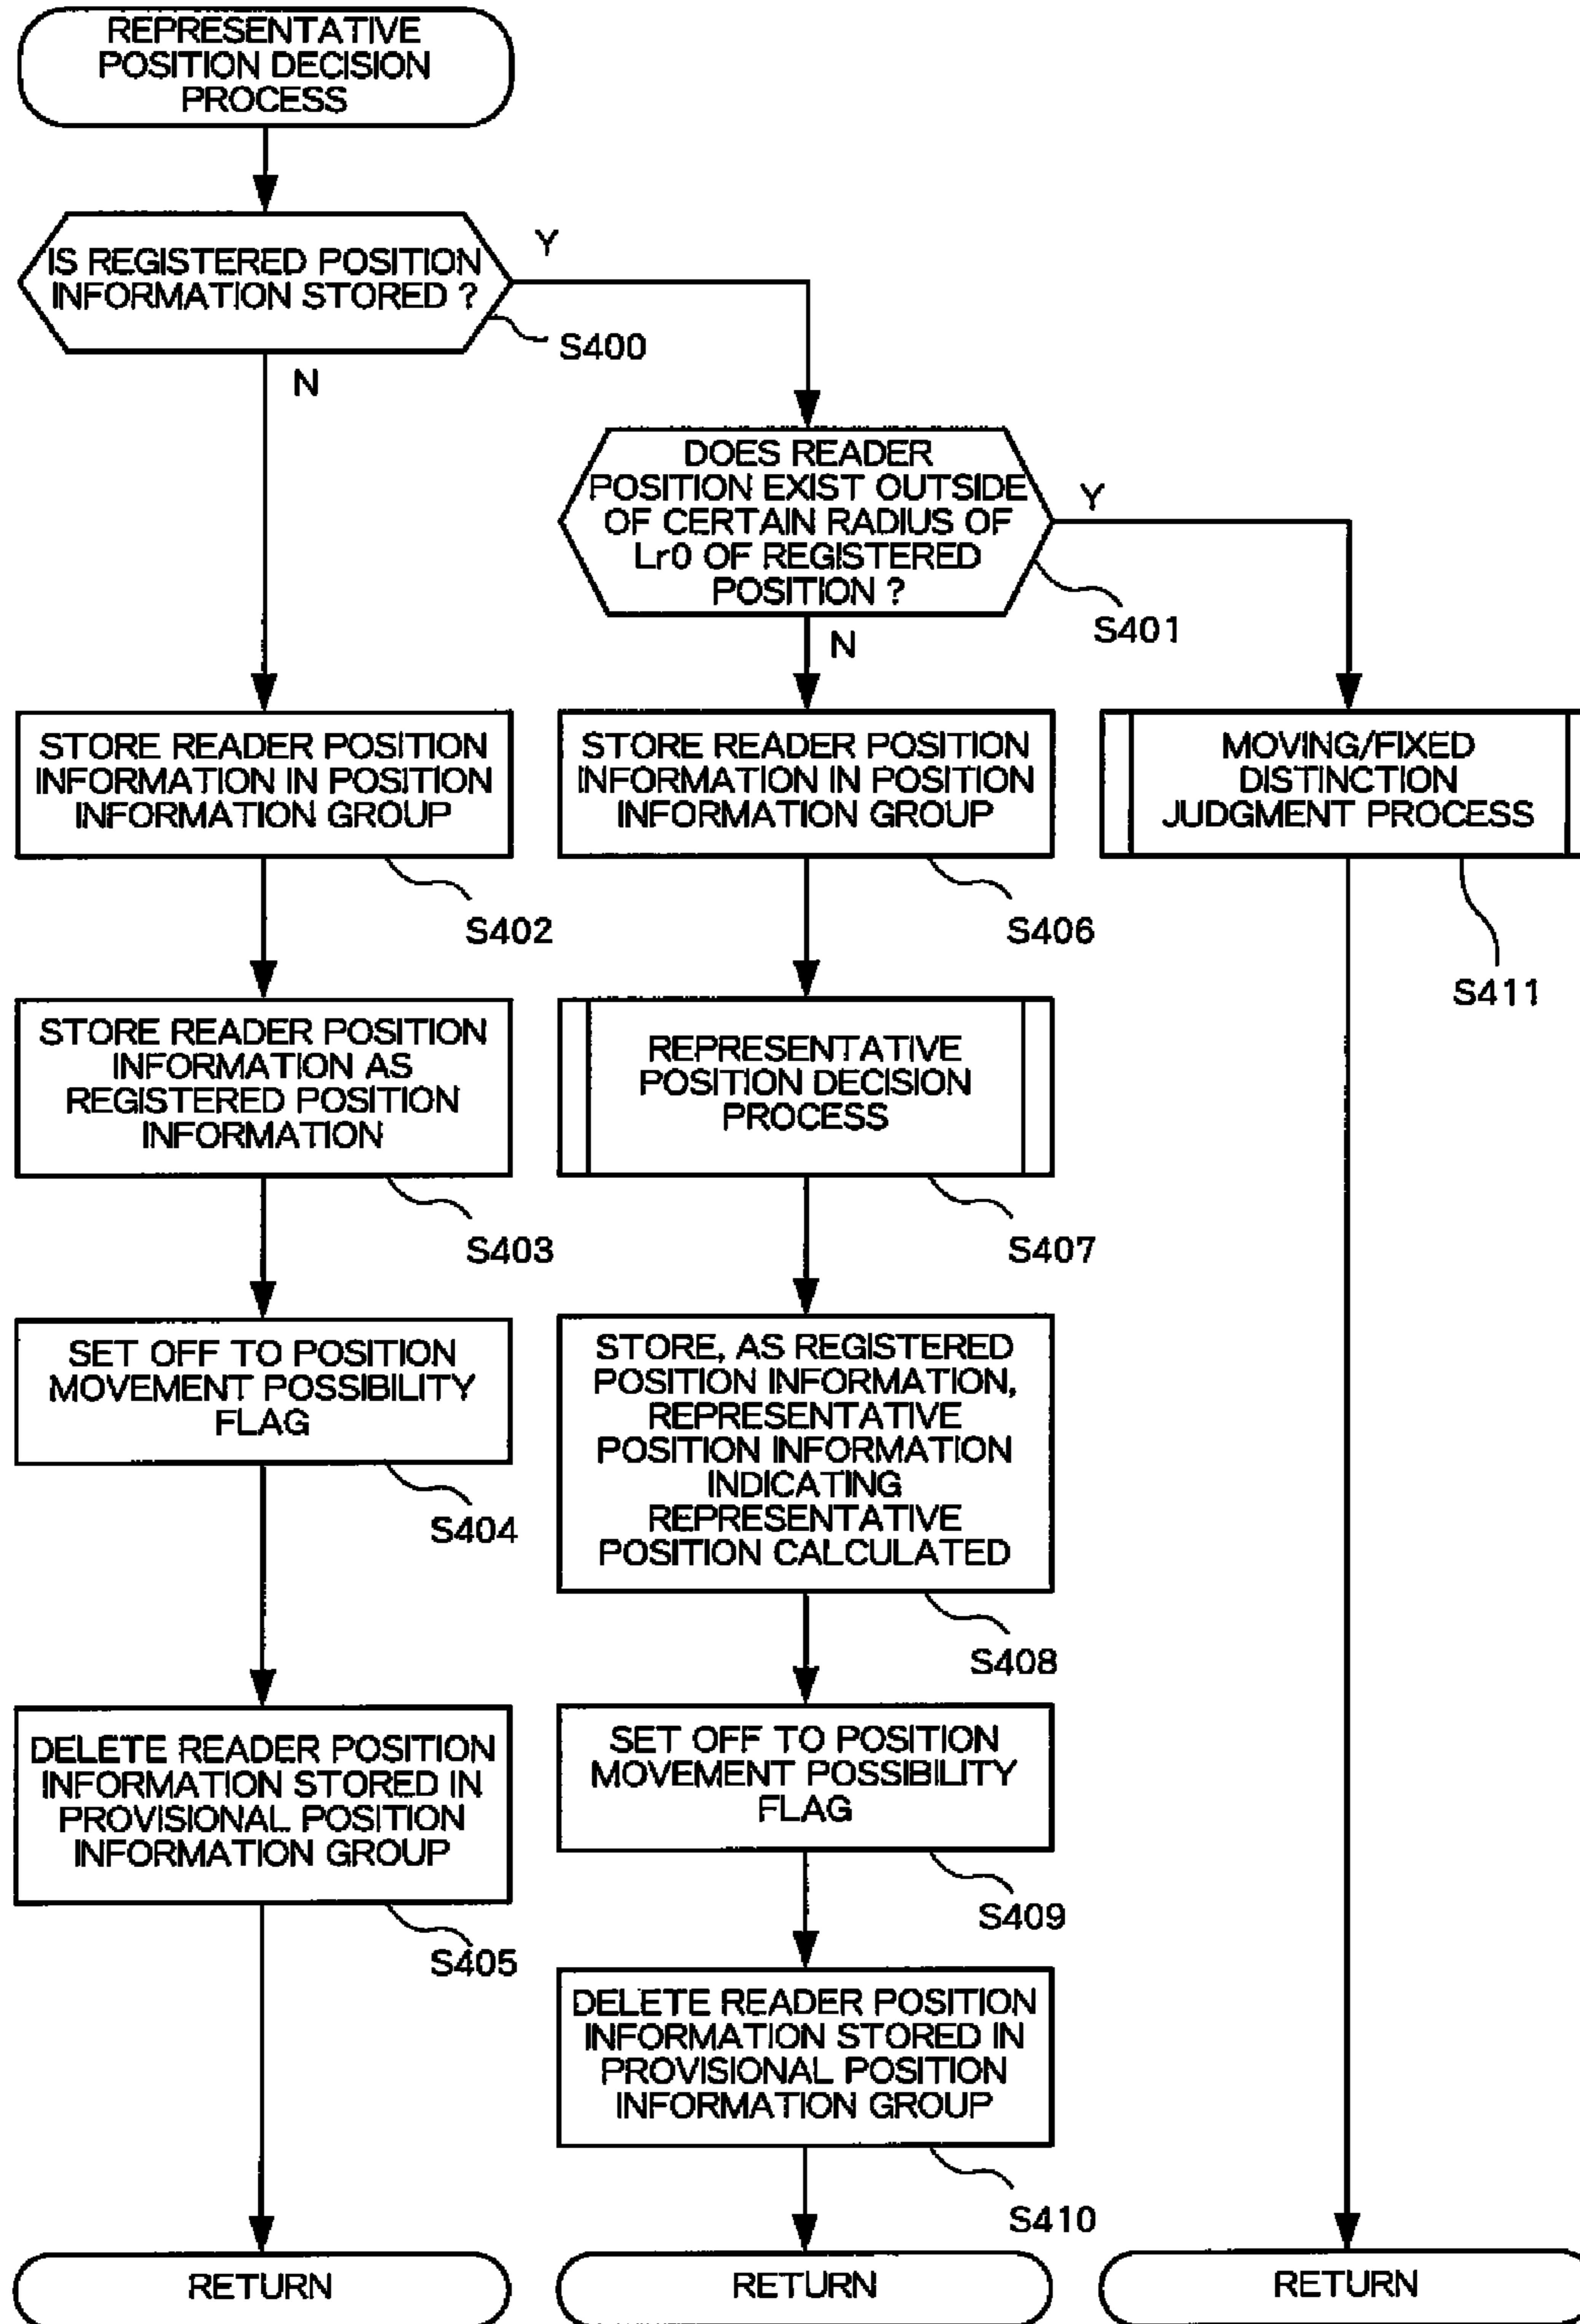 REPRESENTATIVE
POSITION DECISION
PROCESS
IS REGISTERED POSITION
INFORMATION STORED ?
Y
S400
N
DOES READER
POSITION EXIST OUTSIDE
OF CERTAIN RADIUS OF
Lr0 OF REGISTERED
POSITION ?
Y
S401
N
STORE READER POSITION
INFORMATION IN POSITION
INFORMATION GROUP
S402
STORE READER POSITION
INFORMATION IN POSITION
INFORMATION GROUP
S406
MOVING/FIXED
DISTINCTION
JUDGMENT PROCESS
S411
STORE READER POSITION
INFORMATION AS
REGISTERED POSITION
INFORMATION
S403
REPRESENTATIVE
POSITION DECISION
PROCESS
S407
SET OFF TO POSITION
MOVEMENT POSSIBILITY
FLAG
S404
STORE, AS REGISTERED
POSITION INFORMATION,
REPRESENTATIVE
POSITION INFORMATION
INDICATING
REPRESENTATIVE
POSITION CALCULATED
S408
DELETE READER POSITION
INFORMATION STORED IN
PROVISIONAL POSITION
INFORMATION GROUP
S405
SET OFF TO POSITION
MOVEMENT POSSIBILITY
FLAG
S409
DELETE READER POSITION
INFORMATION STORED IN
PROVISIONAL POSITION
INFORMATION GROUP
S410
RETURN
RETURN
RETURN